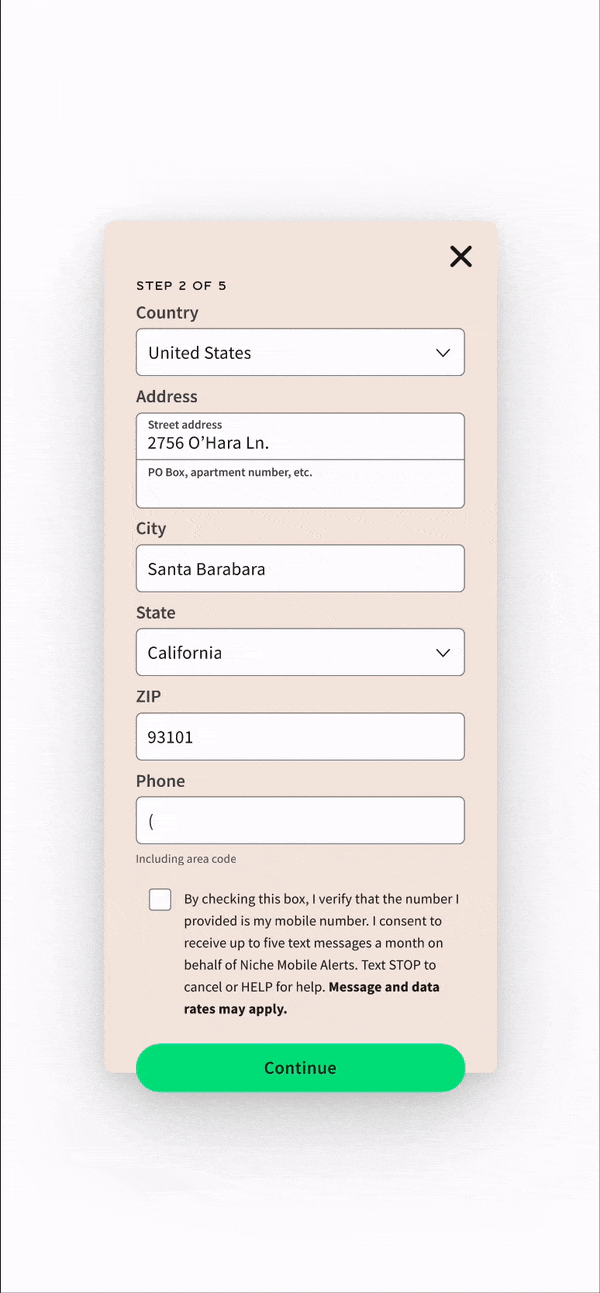 STEP 2 OF 5
Country
United States
Address
Street address
2756 O’Hara Ln.
PO Box, apartment number, etc.
City
Santa Barabara
State
California
ZIP
93101
Phone
(
Including area code
By checking this box, I verify that the number I
provided is my mobile number. I consent to
receive up to five text messages a month on
behalf of Niche Mobile Alerts. Text STOP to
cancel or HELP for help. Message and data
rates may apply.
Continue